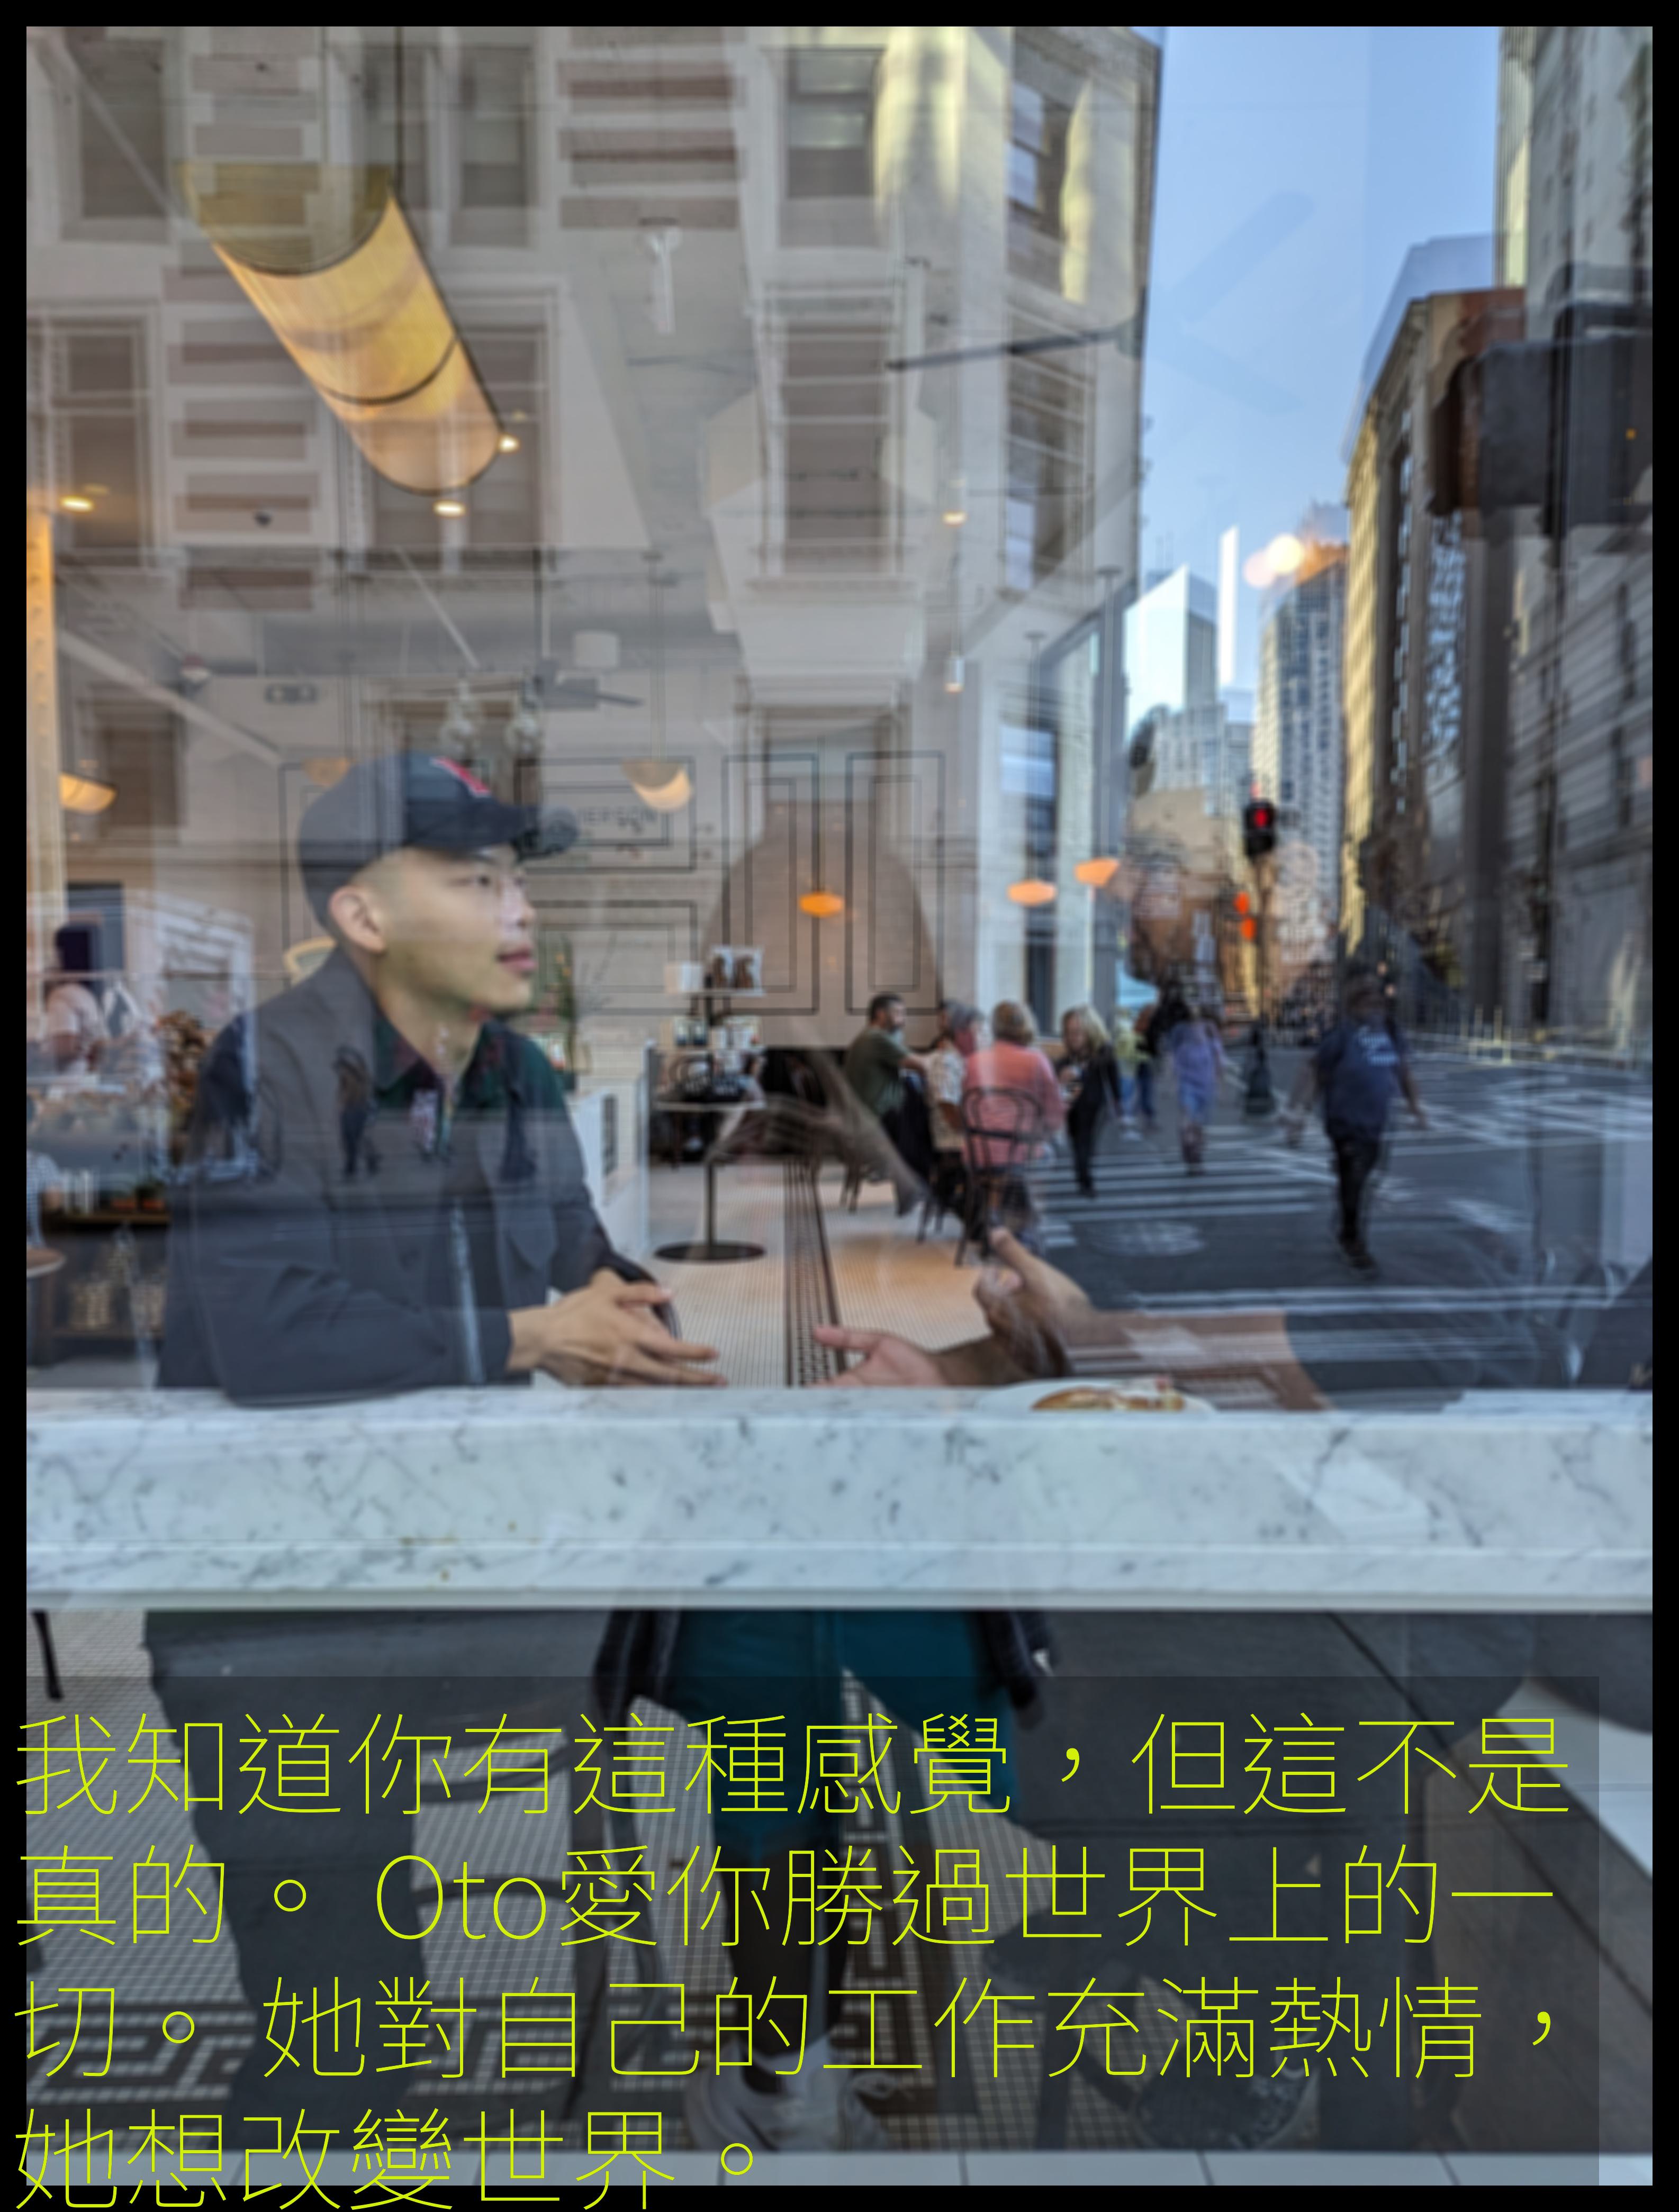 我知道你有這種感覺，但這不是
真的。 Oto愛你勝過世界上的一
切。 她對自己的工作充滿熱情，
她想改變世界。